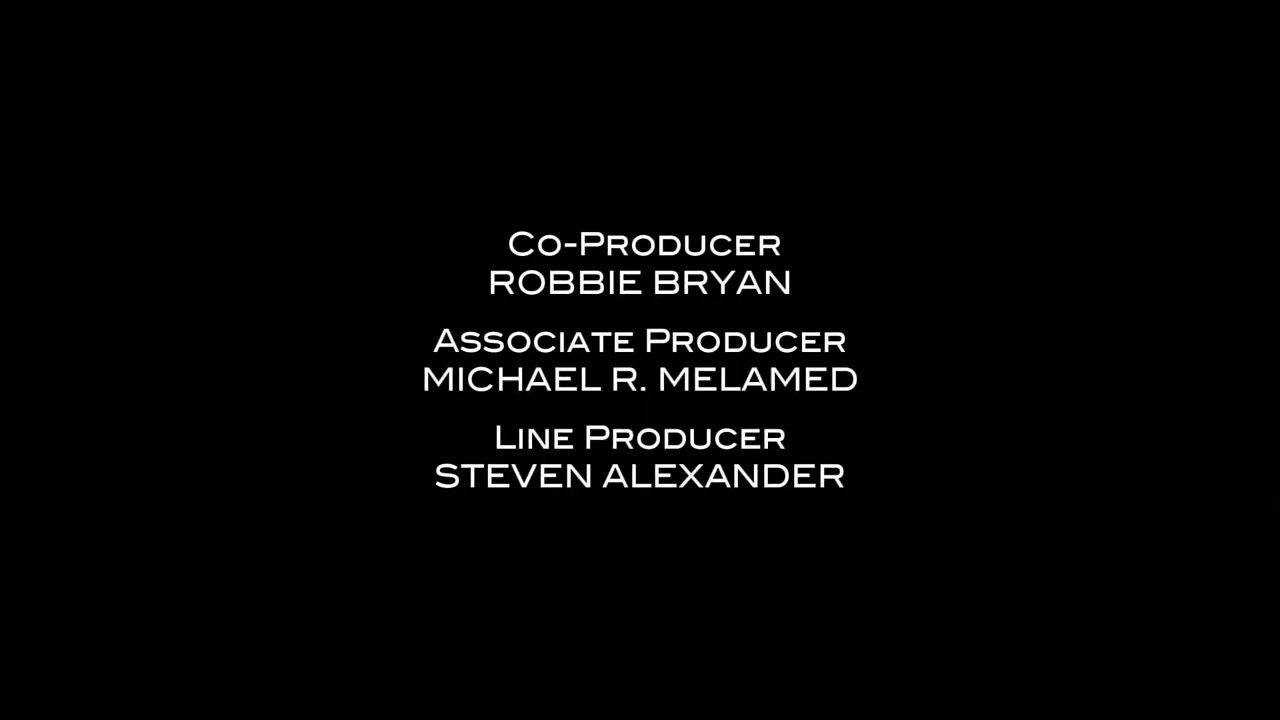 Co-Producer
ROBBIE BRYAN
Associate Producer
MICHAEL R. MELAMED
Line Producer
STEVEN ALEXANDER